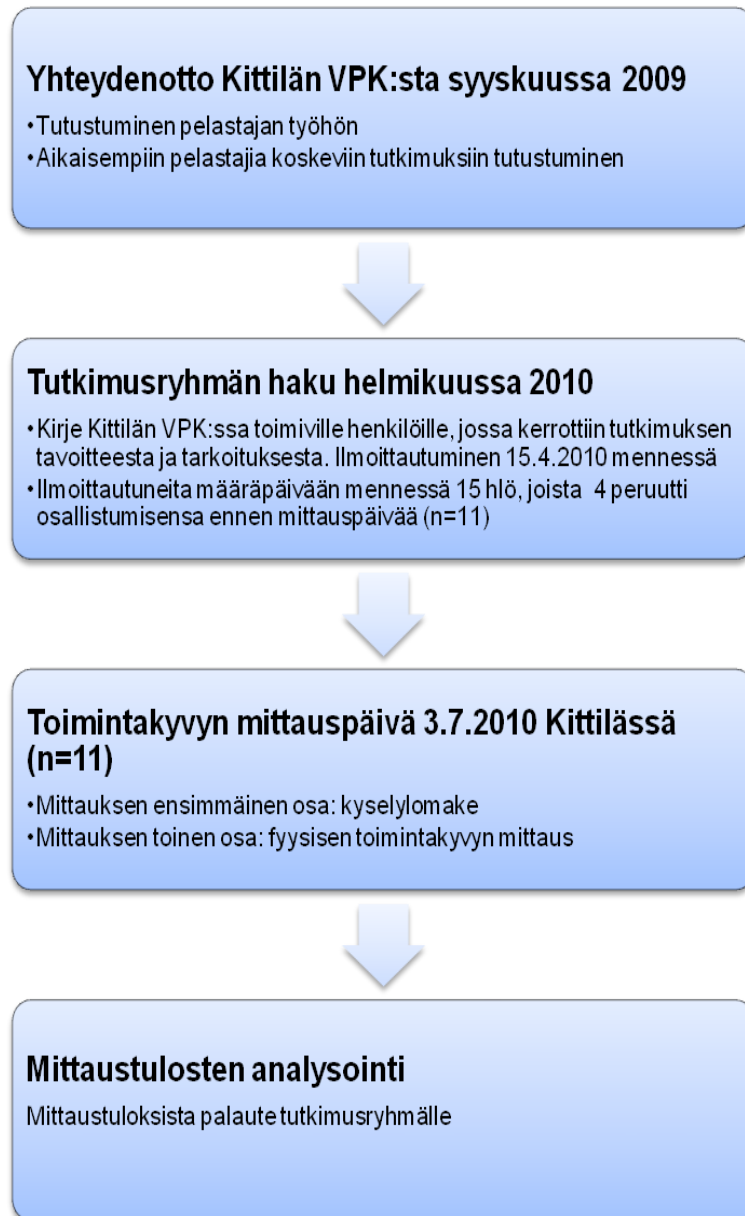 Yhteydenotto Kittilän VPK:sta syyskuussa 2009
•Tutustuminen pelastajan työhön
•Aikaisempiin pelastajia koskeviin tutkimuksiin tutustuminen
Tutkimusryhmän haku helmikuussa 2010
•Kirje Kittilän VPK:ssa toimiville henkilöille, jossa kerrottiin tutkimuksen
tavoitteesta ja tarkoituksesta. Ilmoittautuminen 15.4.2010 mennessä
•Ilmoittautuneita määräpäivään mennessä 15 hlö, joista 4 peruutti
osallistumisensa ennen mittauspäivää (n=11)
Toimintakyvyn mittauspäivä 3.7.2010 Kittilässä
(n=11)
•Mittauksen ensimmäinen osa: kyselylomake
•Mittauksen toinen osa: fyysisen toimintakyvyn mittaus
Mittaustulosten analysointi
Mittaustuloksista palaute tutkimusryhmälle